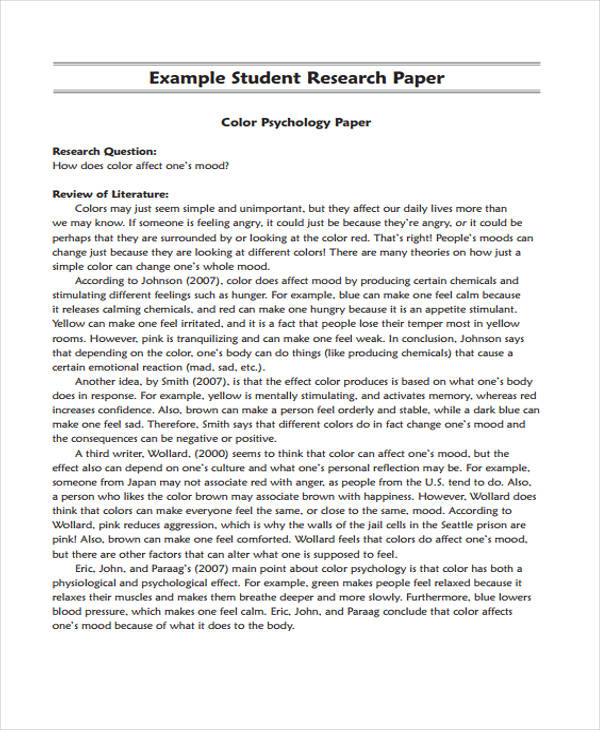 Example Student Research Paper
Color Psychology Paper
Research Question:
How does color affect one's mood?
Review of Literature:
Colors may just seem simple and unimportant, but they affect our daily lives more than
we may know. If someone is feeling angry, it could just be because they're angry, or it could be
perhaps that they are surrounded by or looking at the color red. That's right! People's moods can
change just because they are looking at different colors! There are many theories on how just a
simple color can change one's whole mood.
According to Johnson (2007), color does affect mood by producing certain chemicals and
stimulating different feelings such as hunger. For example, blue can make one feel calm because
it releases calming chemicals, and red can make one hungry because it is an appetite stimulant.
Yellow can make one feel irritated, and it is a fact that people lose their temper most in yellow
rooms. However, pink is tranquilizing and can make one feel weak. In conclusion, Johnson says
that depending on the color, one's body can do things (like producing chemicals) that cause a
certain emotional reaction (mad, sad, etc.).
Another idea, by Smith (2007), is that the effect color produces is based on what one's body
does in response. For example, yellow is mentally stimulating, and activates memory, whereas red
increases confidence. Also, brown can make a person feel orderly and stable, while a dark blue can
make one feel sad. Therefore, Smith says that different colors do in fact change one's mood and
the consequences can be negative or positive.
A third writer, Wollard, (2000) seems to think that color can affect one's mood, but the
effect also can depend on one's culture and what one's personal reflection may be. For example,
someone from Japan may not associate red with anger, as people from the U.S. tend to do. Also,
a person who likes the color brown may associate brown with happiness. However, Wollard does
think that colors can make everyone feel the same, or close to the same, mood. According to
Wollard, pink reduces aggression, which is why the walls of the jail cells in the Seattle prison are
pink! Also, brown can make one feel comforted. Wollard feels that colors do affect one's mood,
but there are other factors that can alter what one is supposed to feel.
Eric, John, and Paraag's (2007) main point about color psychology is that color has both a
physiological and psychological effect. For example, green makes people feel relaxed because it
relaxes their muscles and makes them breathe deeper and more slowly. Furthermore, blue lowers
blood pressure, which makes one feel calm. Eric, John, and Paraag conclude that color affects
one's mood because of what it does to the body.